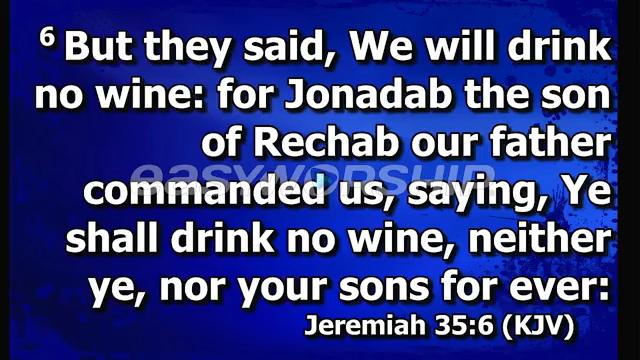 6 But they said, We will drink
no wine: for Jonadab the son
of Rechab our father
easyworship
commanded us, saying, Ye
shall drink no wine, neither
ye, nor your sons for ever:
Jeremiah 35:6 (KJV)